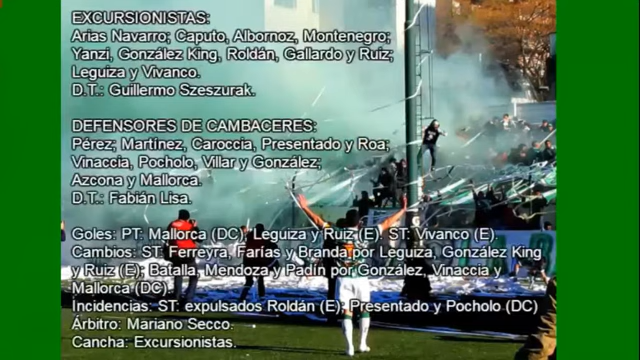 EXCURSIONISTAS:
Arias Navarro; Caputo, Albornoz, Montenegro;
Yanzi, González King, Roldán, Gallardo y Ruiz;
Leguiza y Vivanco.
D.T.: Guillermo Szeszurak.
DEFENSORES DE CAMBACERES:
Pérez; Martínez, Caroccia, Presentado y Roa;
Vinaccia, Pocholo, Villar y González;
Azcona y Mallorca.
D.T.: Fabián Lisa.
Goles: PT: Mallorca (DC), Leguiza y Ruiz (E). ST: Vivanco (E).
Cambios: ST: Ferreyra, Farías y Branda por Leguiza, González King
y Ruiz (E); Batalla, Mendoza y Padín por González, Vinaccia y
Mallorca (DC).
Incidencias: ST: expulsados Roldán (E); Presentado y Pocholo (DC)
Árbitro: Mariano Secco.
Cancha: Excursionistas.